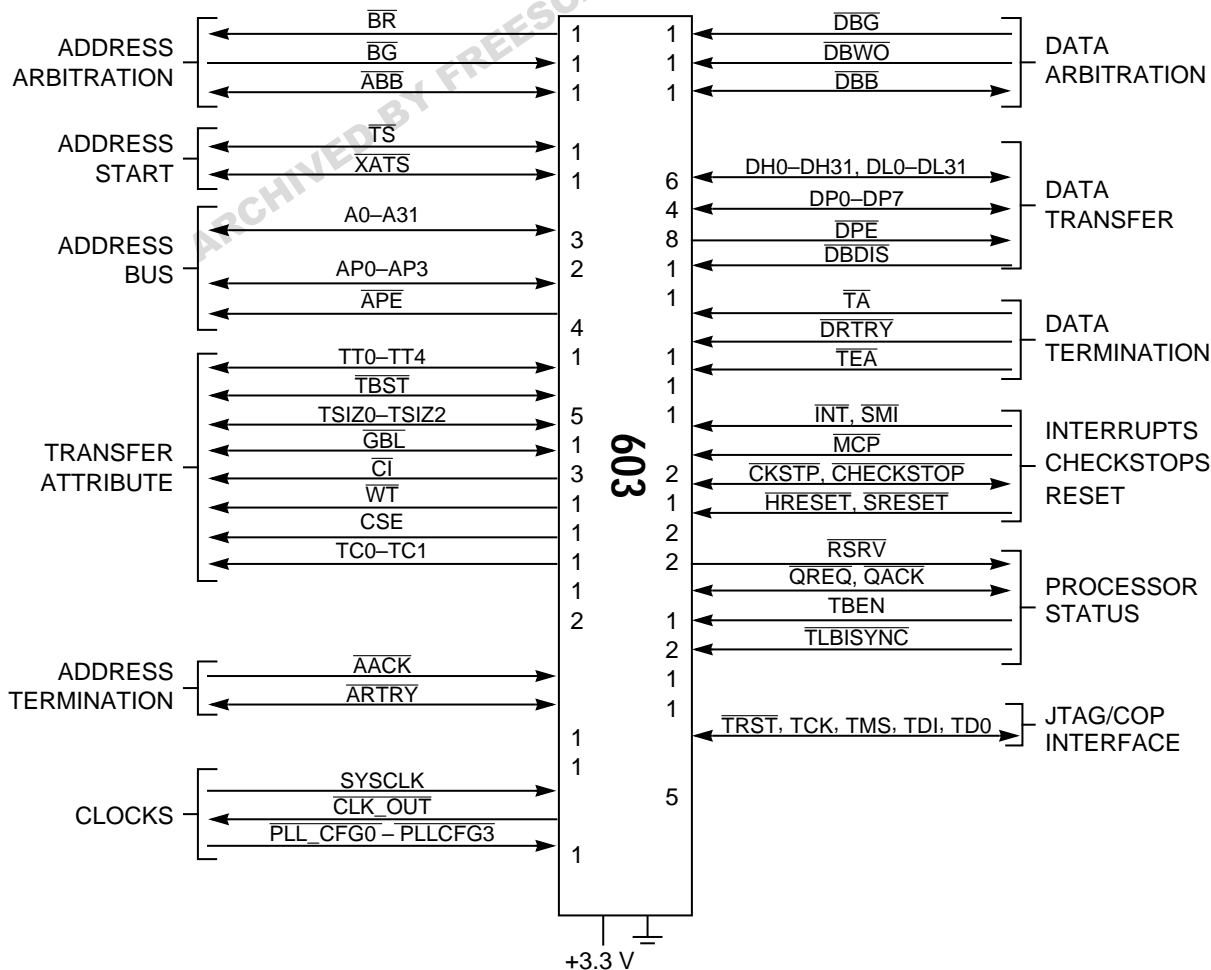 ARCHIVED BY FREESC
ADDRESS
ARBITRATION
BR
BG
ABB
1
1
1
ADDRESS
START
TS
XATS
1
1
ADDRESS
BUS
A0–A31
AP0–AP3
APE
3
2
4
TRANSFER
ATTRIBUTE
TT0–TT4
TBST
TSIZ0–TSIZ2
GBL
CI
WT
CSE
TC0–TC1
1
5
1
3
1
1
1
1
2
ADDRESS
TERMINATION
AACK
ARTRY
1
1
CLOCKS
SYSCLK
CLK_OUT
PLL_CFG0 – PLLCFG3
1
603
+3.3 V
1
1
1
DBG
DBWO
DBB
DATA
ARBITRATION
6
4
8
1
DH0–DH31, DL0–DL31
DP0–DP7
DPE
DBDIS
DATA
TRANSFER
1
1
1
TA
DRTRY
TEA
DATA
TERMINATION
1
2
1
2
INT, SMI
MCP
CKSTP, CHECKSTOP
HRESET, SRESET
INTERRUPTS
CHECKSTOPS
RESET
2
1
2
1
1
RSRV
QREQ, QACK
TBEN
TLBISYNC
PROCESSOR
STATUS
TRST, TCK, TMS, TDI, TD0
JTAG/COP
INTERFACE
5